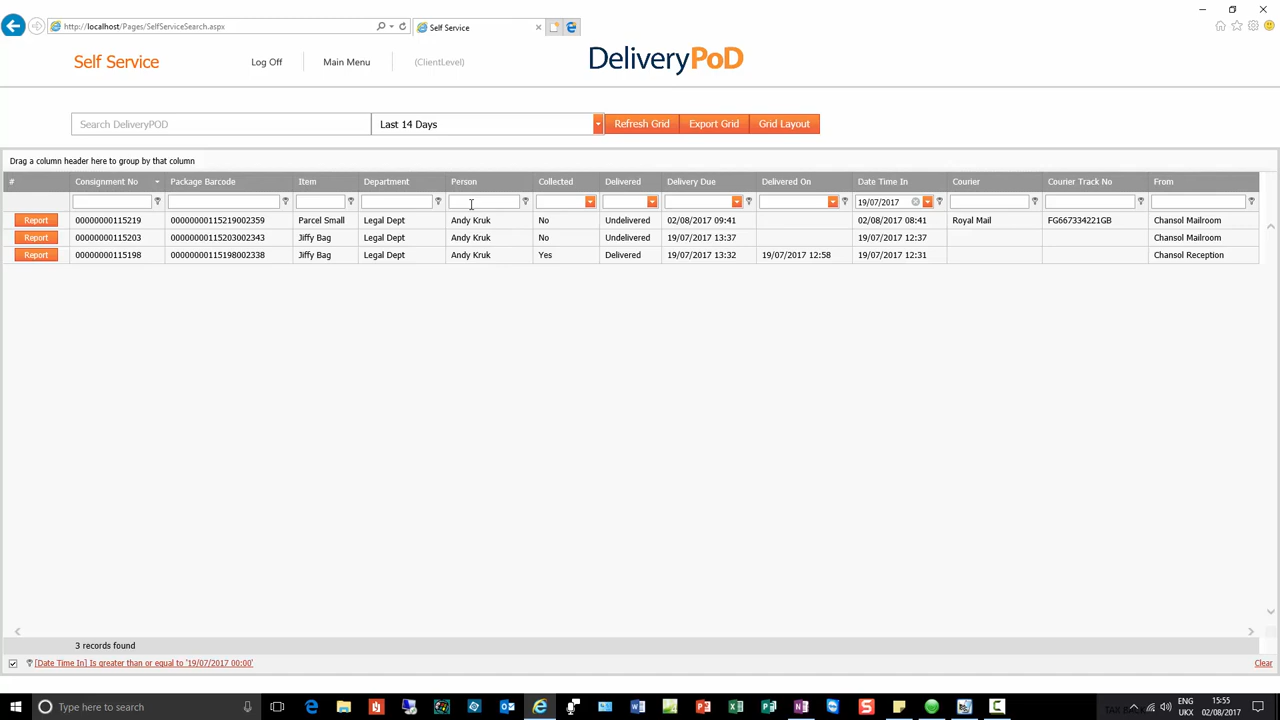 http://localhost/Pages/SelfServiceSearch.aspx
Self Service
Self Service
Log Off
Main Menu
(ClientLevel)
DeliveryPoD
Search DeliveryPOD
Last 14 Days
Refresh Grid
Export Grid
Grid Layout
Drag a column header here to group by that column
# Consignment No Package Barcode Item Department Person Collected Delivered Delivery Due Delivered On Date Time In Courier Courier Track No From
19/07/2017
Report 00000000115219 00000000115219002359 Parcel Small Legal Dept Andy Kruk No Undelivered 02/08/2017 09:41 02/08/2017 08:41 Royal Mail FG667334221GB Chansol Mailroom
Report 00000000115203 00000000115203002343 Jiffy Bag Legal Dept Andy Kruk No Undelivered 19/07/2017 13:37 19/07/2017 12:37 Chansol Mailroom
Report 00000000115198 00000000115198002338 Jiffy Bag Legal Dept Andy Kruk Yes Delivered 19/07/2017 13:32 19/07/2017 12:58 19/07/2017 12:31 Chansol Reception
3 records found
[Date Time In] Is greater than or equal to '19/07/2017 00:00'
Clear
Type here to search
ENG
UKX
15:55
02/08/2017